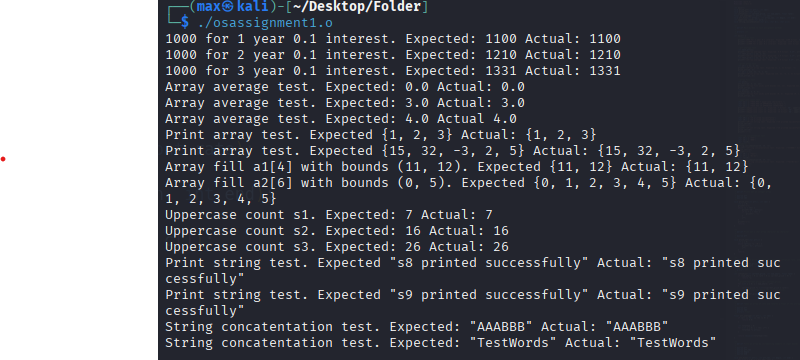 ┌──(max㉿kali)-[~/Desktop/Folder]
└─$ ./osassignment1.o
1000 for 1 year 0.1 interest. Expected: 1100 Actual: 1100
1000 for 2 year 0.1 interest. Expected: 1210 Actual: 1210
1000 for 3 year 0.1 interest. Expected: 1331 Actual: 1331
Array average test. Expected: 0.0 Actual: 0.0
Array average test. Expected: 3.0 Actual: 3.0
Array average test. Expected: 4.0 Actual 4.0
Print array test. Expected {1, 2, 3} Actual: {1, 2, 3}
Print array test. Expected {15, 32, -3, 2, 5} Actual: {15, 32, -3, 2, 5}
Array fill a1[4] with bounds (11, 12). Expected {11, 12} Actual: {11, 12}
Array fill a2[6] with bounds (0, 5). Expected {0, 1, 2, 3, 4, 5} Actual: {0,
1, 2, 3, 4, 5}
Uppercase count s1. Expected: 7 Actual: 7
Uppercase count s2. Expected: 16 Actual: 16
Uppercase count s3. Expected: 26 Actual: 26
Print string test. Expected "s8 printed successfully" Actual: "s8 printed suc
cessfully"
Print string test. Expected "s9 printed successfully" Actual: "s9 printed suc
cessfully"
String concatentation test. Expected: "AAABBB" Actual: "AAABBB"
String concatentation test. Expected: "TestWords" Actual: "TestWords"